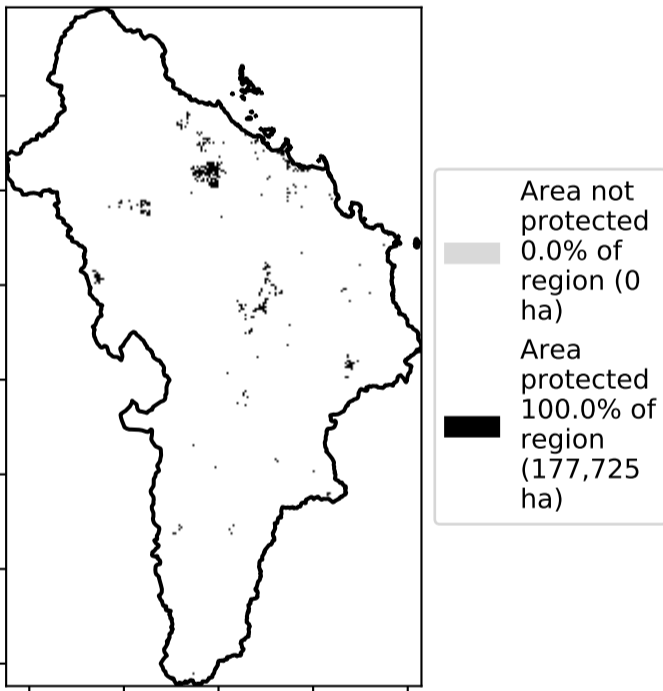 Area not
protected
0.0% of
region (0
ha)
Area
protected
100.0% of
region
(177,725
ha)